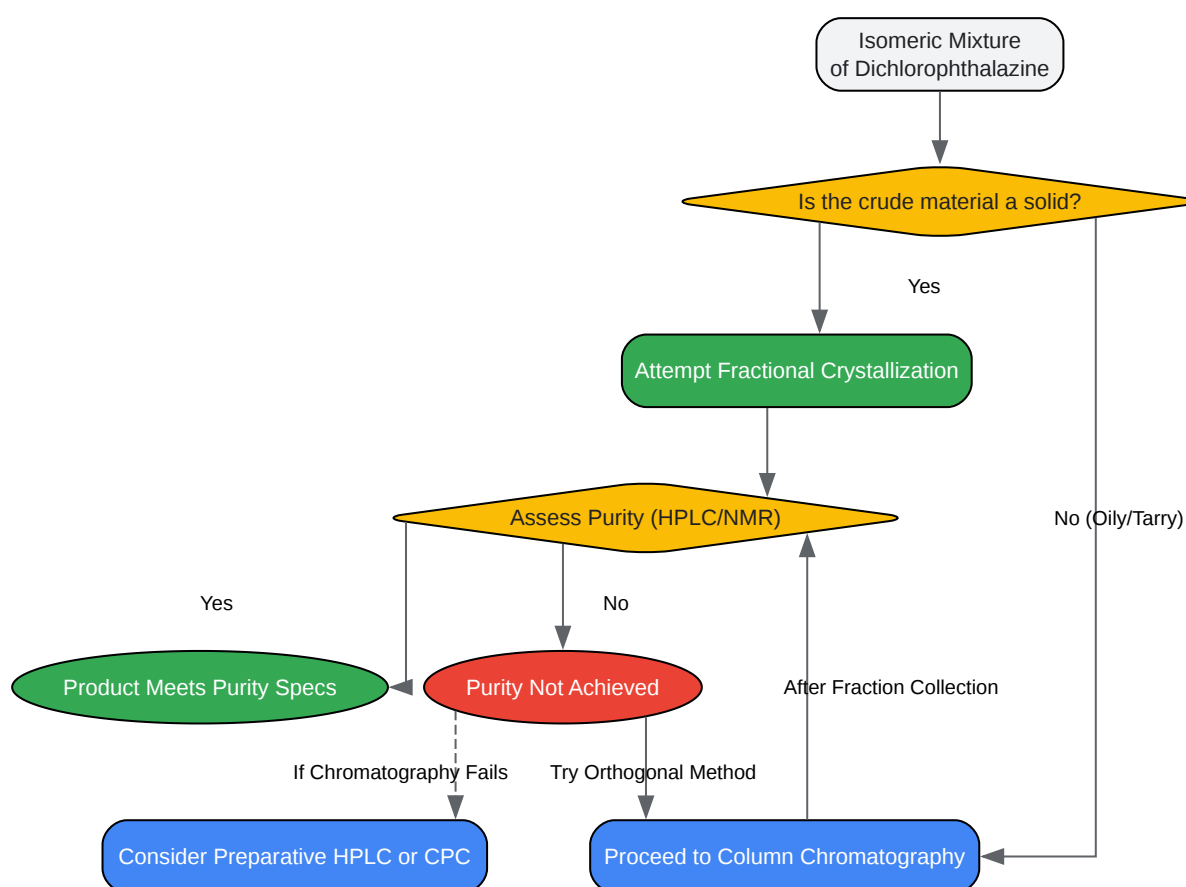 Isomeric Mixture
of Dichlorophthalazine
Is the crude material a solid?
Yes
Attempt Fractional Crystallization
Assess Purity (HPLC/NMR)
No (Oily/Tarry)
Yes
No
Product Meets Purity Specs
Purity Not Achieved
After Fraction Collection
If Chromatography Fails
Try Orthogonal Method
Consider Preparative HPLC or CPC
Proceed to Column Chromatography